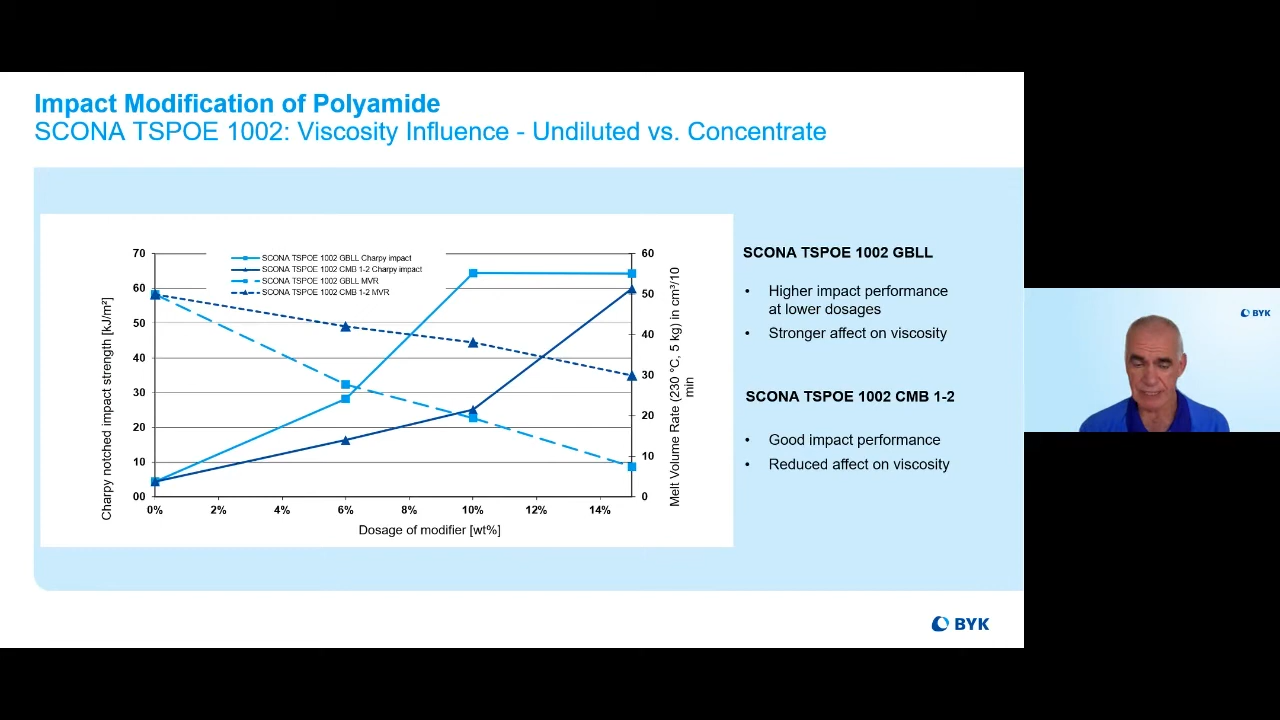 Impact Modification of Polyamide
SCONA TSPOE 1002: Viscosity Influence - Undiluted vs. Concentrate
SCONA TSPOE 1002 GBLL Charpy impact
SCONA TSPOE 1002 CMB 1-2 Charpy impact
SCONA TSPOE 1002 GBLL MVR
SCONA TSPOE 1002 CMB 1-2 MVR
Charpy notched impact strength [kJ/m²]
70
60
50
40
30
20
10
00
0%
2%
4%
6%
8%
10%
12%
14%
Dosage of modifier [wt%]
60
50
40
30
20
10
0
Melt Volume Rate (230 °C, 5 kg) in cm³/10
min
SCONA TSPOE 1002 GBLL
• Higher impact performance
at lower dosages
• Stronger affect on viscosity
SCONA TSPOE 1002 CMB 1-2
• Good impact performance
• Reduced affect on viscosity
BYK
BYK